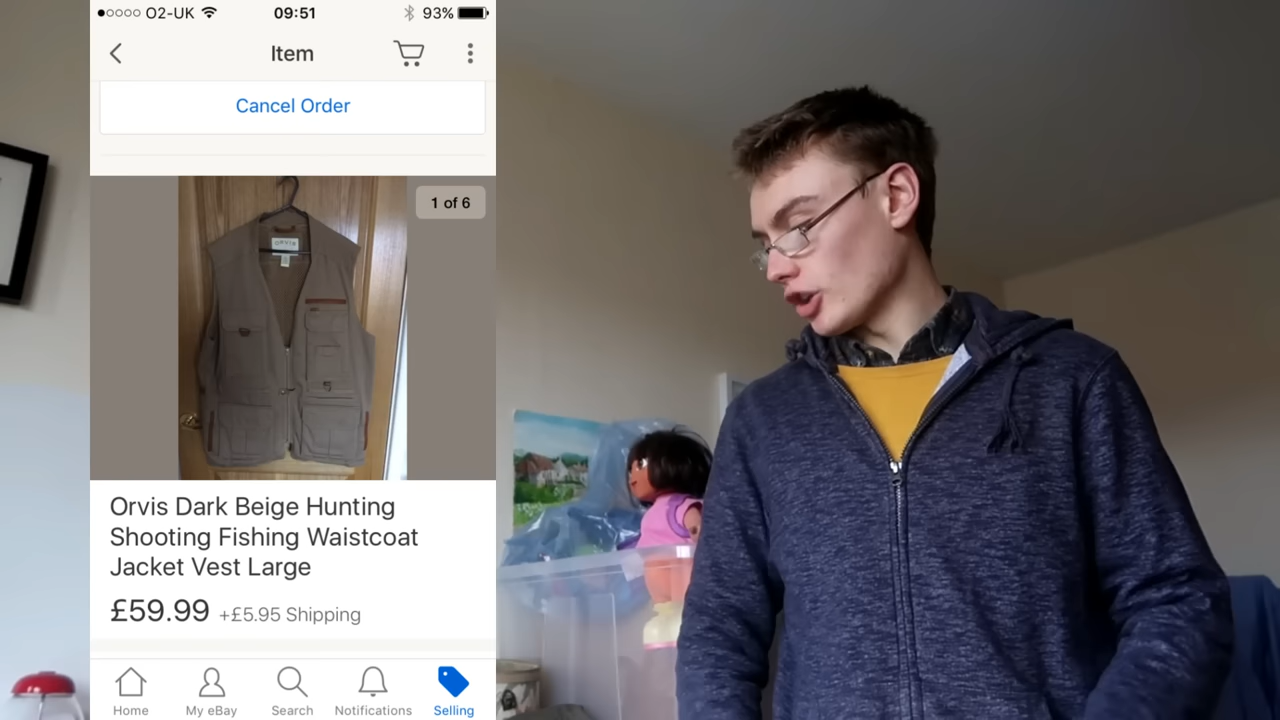 O2-UK 09:51 93%
Item
Cancel Order
1 of 6
ORVIS
Orvis Dark Beige Hunting
Shooting Fishing Waistcoat
Jacket Vest Large
£59.99 +£5.95 Shipping
Home My eBay Search Notifications Selling